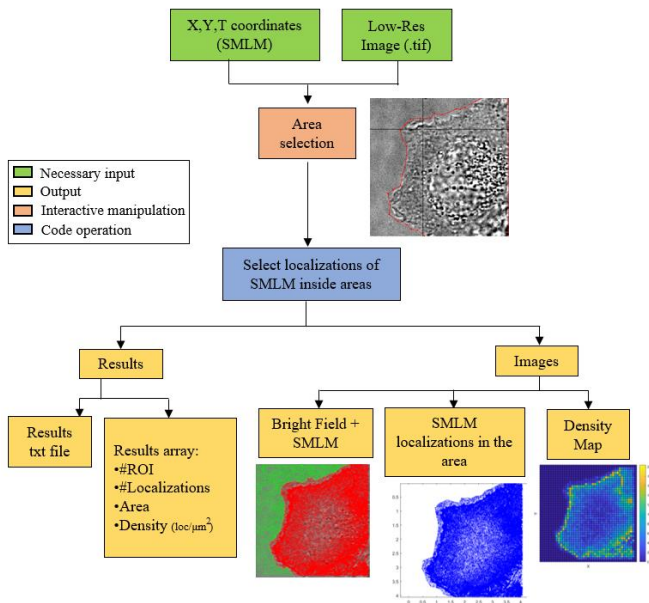 X,Y,T coordinates
(SMLM)
Low-Res
Image (.tif)
Area
selection
Necessary input
Output
Interactive manipulation
Code operation
Select localizations of
SMLM inside areas
Results
Images
Results
txt file
Results array:
•#ROI
•#Localizations
•Area
•Density (loc/μm²)
Bright Field +
SMLM
SMLM
localizations in the
area
Density
Map